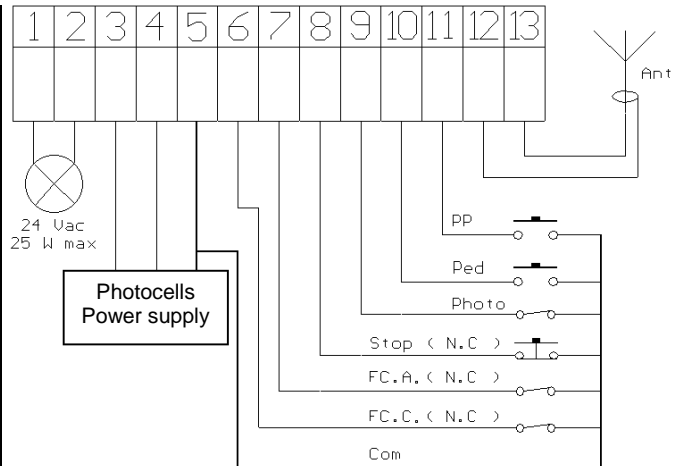 1 2 3 4 5 6 7 8 9 10 11 12 13
Ant
24 Vac
25 W max
PP
Photocells
Power supply
Ped
Photo
Stop ( N.C )
FC.A. ( N.C )
FC.C. ( N.C )
Com